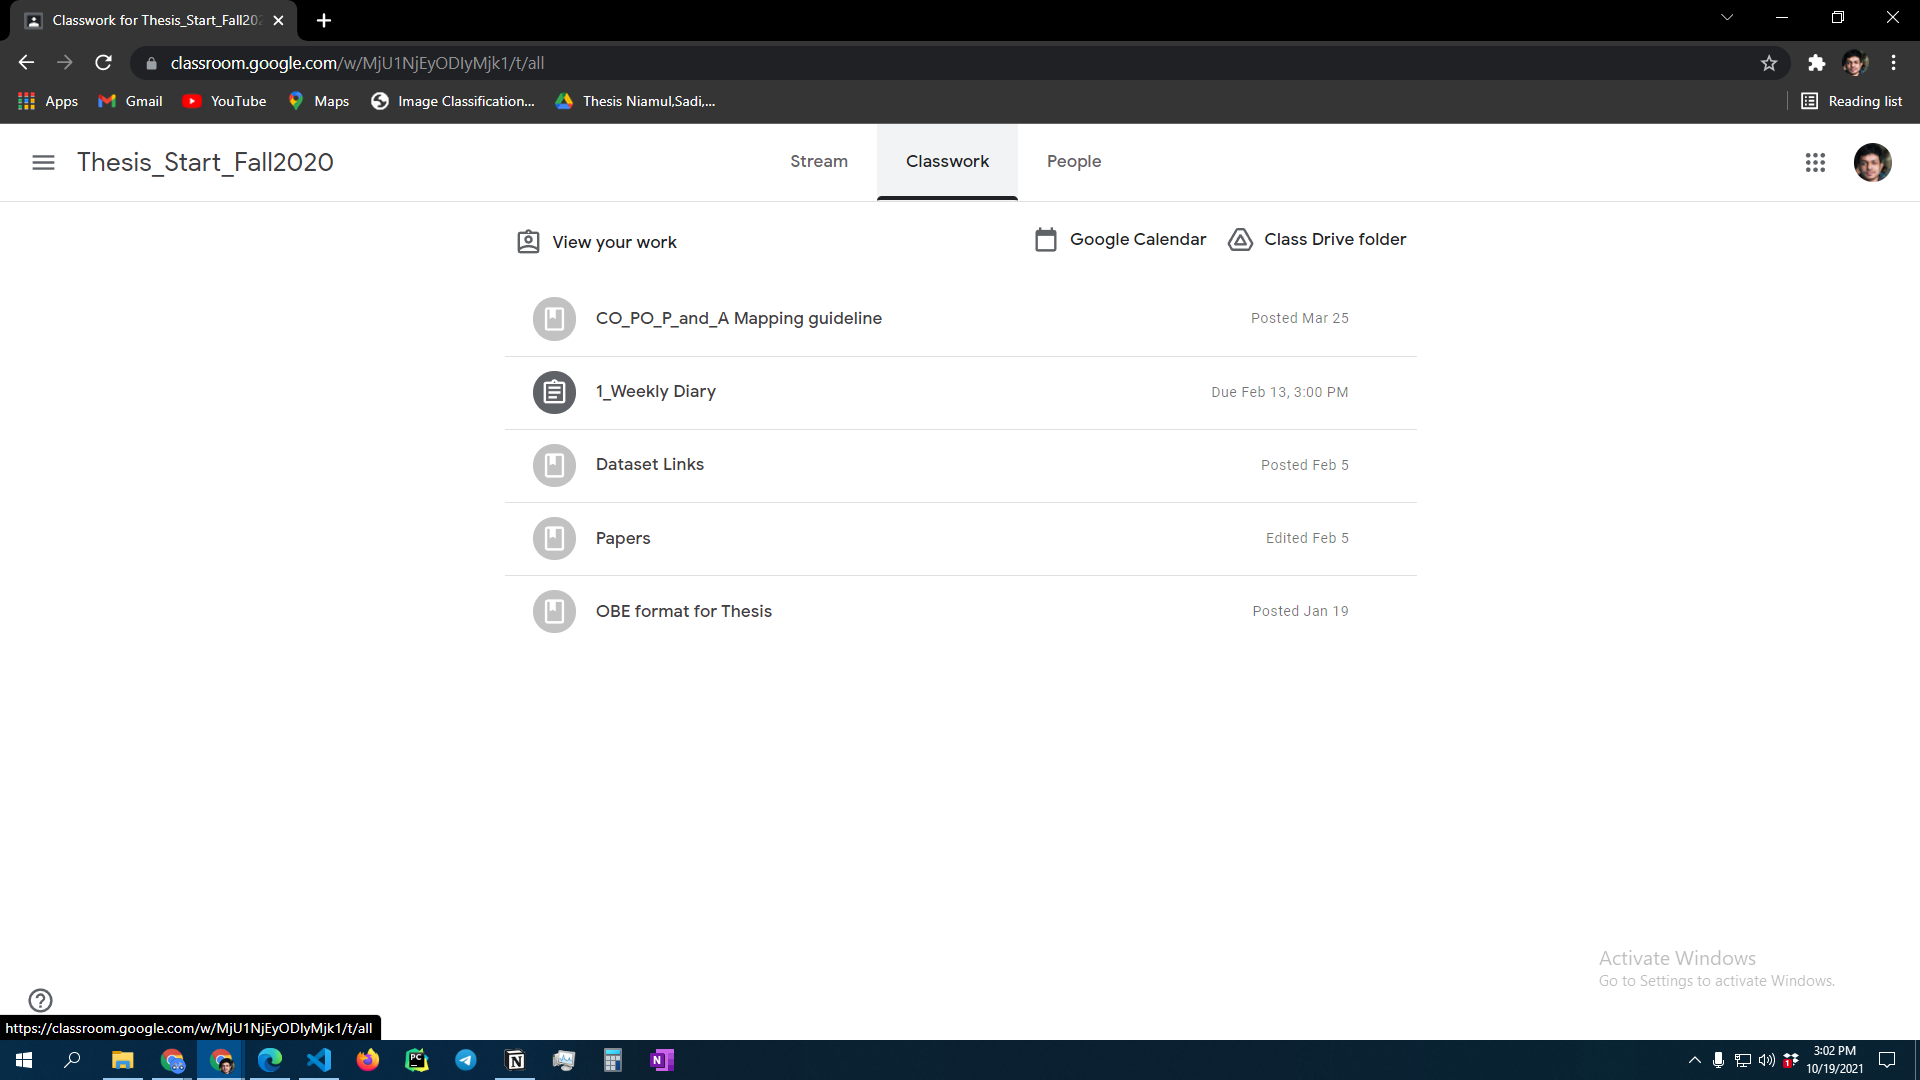 Classwork for Thesis_Start_Fall202
classroom.google.com/w/MjU1NjEyODIyMjk1/t/all
Apps Gmail YouTube Maps Image Classification... Thesis Niamul,Sadi,... Reading list
Thesis_Start_Fall2020 Stream Classwork People
View your work Google Calendar Class Drive folder
CO_PO_P_and_A Mapping guideline Posted Mar 25
1_Weekly Diary Due Feb 13, 3:00 PM
Dataset Links Posted Feb 5
Papers Edited Feb 5
OBE format for Thesis Posted Jan 19
Activate Windows
Go to Settings to activate Windows.
https://classroom.google.com/w/MjU1NjEyODIyMjk1/t/all
3:02 PM
10/19/2021